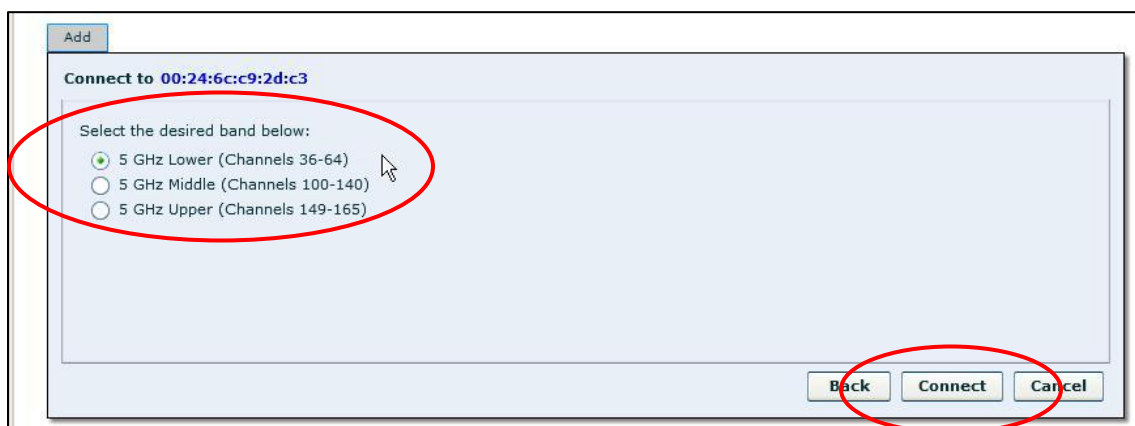 Add
Connect to 00:24:6c:c9:2d:c3
Select the desired band below:
5 GHz Lower (Channels 36-64)
5 GHz Middle (Channels 100-140)
5 GHz Upper (Channels 149-165)
Back Connect Cancel